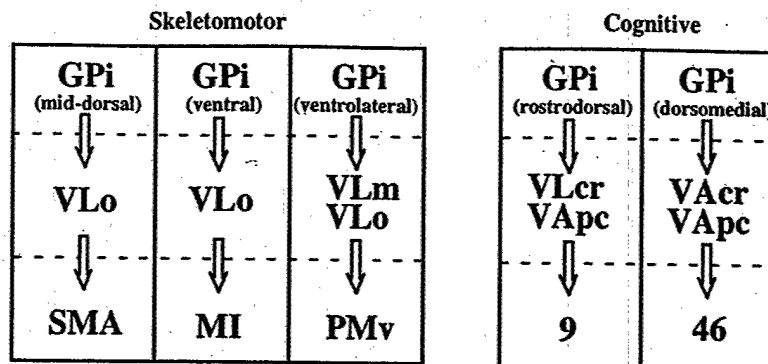 Skeletomotor
Cognitive
GPi
(mid-dorsal)
GPi
(ventral)
GPi
(ventrolateral)
GPi
(rostrodorsal)
GPi
(dorsomedial)
VLo
VLo
VLm
VLo
VLcr
VApc
VAcr
VApc
SMA
MI
PMv
9
46